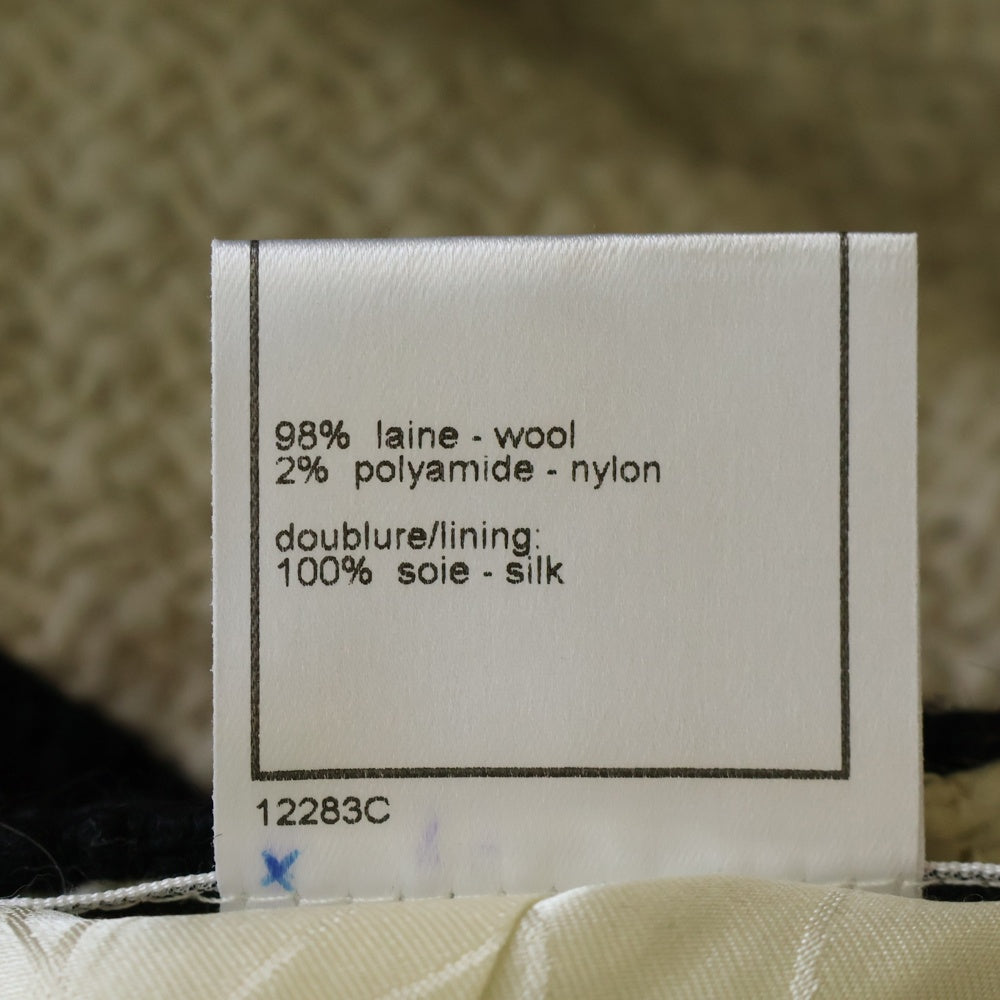 98% laine - wool
2% polyamide - nylon
doublure/lining:
100% soie - silk
12283C
x